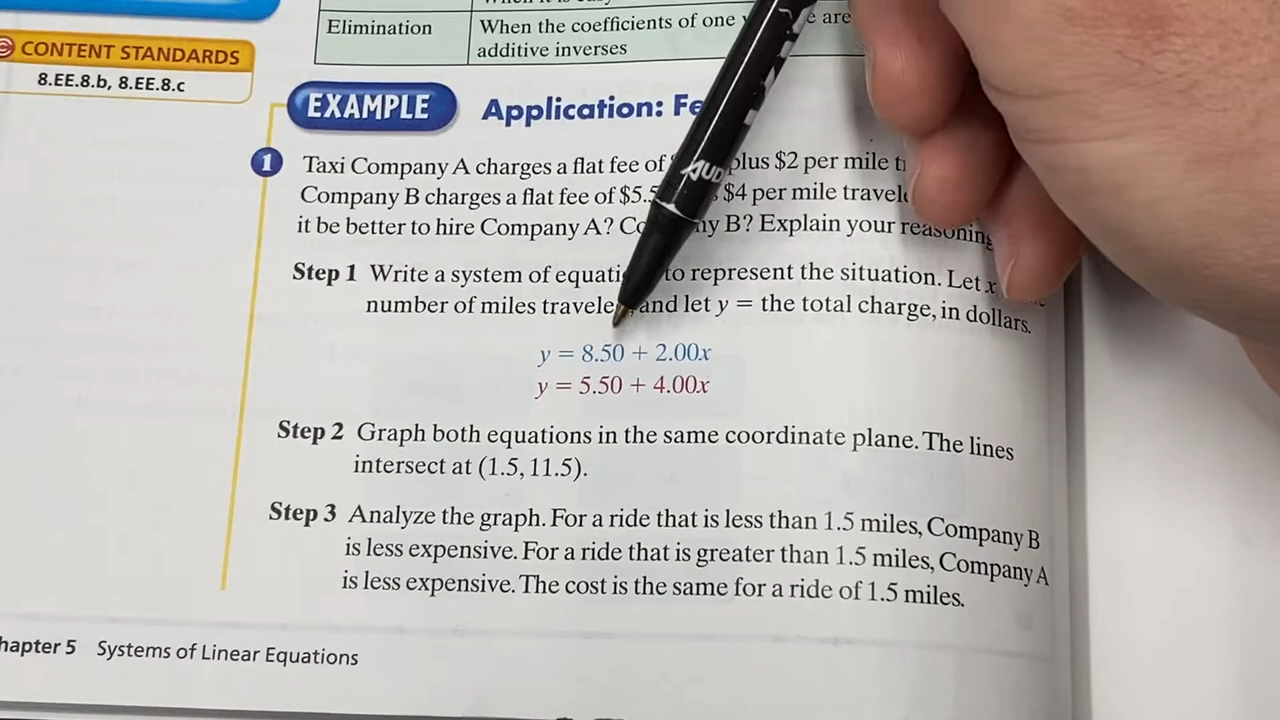 Elimination
When the coefficients of one are
additive inverses
CONTENT STANDARDS
8.EE.8.b, 8.EE.8.c
EXAMPLE Application:
1 Taxi Company A charges a flat fee of plus $2 per mile
Company B charges a flat fee of $4 per mile
it be better to hire Company A? B? Explain your reasoning
Step 1 Write a system of to represent the situation. Let x
number of miles and let y = the total charge, in dollars.
y = 8.50 + 2.00x
y = 5.50 + 4.00x
Step 2 Graph both equations in the same coordinate plane. The lines
intersect at (1.5, 11.5).
Step 3 Analyze the graph. For a ride that is less than 1.5 miles, Company B
is less expensive. For a ride that is greater than 1.5 miles, Company A
is less expensive. The cost is the same for a ride of 1.5 miles.
hapter 5 Systems of Linear Equations